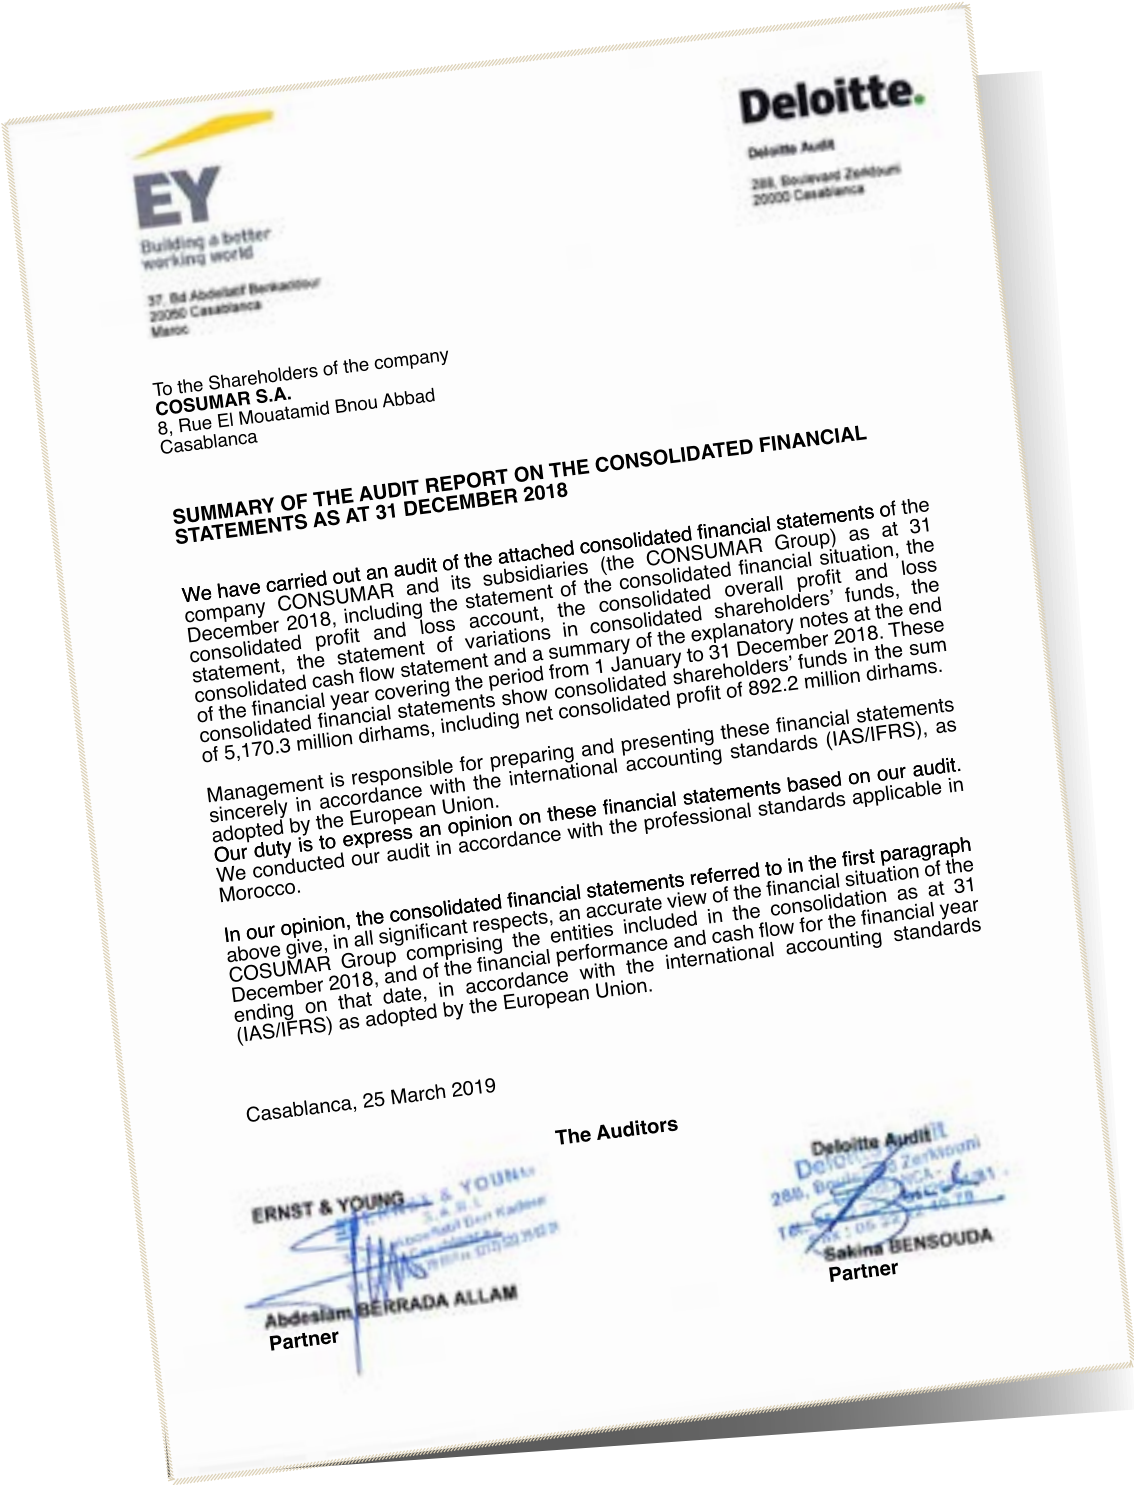 EY
Building a better
working world
37, Bd Abdellatif Benkaddour
20050 Casablanca
Maroc
Deloitte.
Deloitte Audit
288, Boulevard Zerktouni
20000 Casablanca
To the Shareholders of the company
COSUMAR S.A.
8, Rue El Mouatamid Bnou Abbad
Casablanca
SUMMARY OF THE AUDIT REPORT ON THE CONSOLIDATED FINANCIAL
STATEMENTS AS AT 31 DECEMBER 2018
We have carried out an audit of the attached consolidated financial statements of the
company CONSUMAR and its subsidiaries (the CONSUMAR Group) as at 31
December 2018, including the statement of the consolidated financial situation, the
consolidated profit and loss account, the consolidated overall profit and loss
statement, the statement of variations in consolidated shareholders' funds, the
consolidated cash flow statement and a summary of the explanatory notes at the end
of the financial year covering the period from 1 January to 31 December 2018. These
consolidated financial statements show consolidated shareholders' funds in the sum
of 5,170.3 million dirhams, including net consolidated profit of 892.2 million dirhams.
Management is responsible for preparing and presenting these financial statements
sincerely in accordance with the international accounting standards (IAS/IFRS), as
adopted by the European Union.
Our duty is to express an opinion on these financial statements based on our audit.
We conducted our audit in accordance with the professional standards applicable in
Morocco.
In our opinion, the consolidated financial statements referred to in the first paragraph
above give, in all significant respects, an accurate view of the financial situation of the
COSUMAR Group comprising the entities included in the consolidation as at 31
December 2018, and of the financial performance and cash flow for the financial year
ending on that date, in accordance with the international accounting standards
(IAS/IFRS) as adopted by the European Union.
Casablanca, 25 March 2019
The Auditors
ERNST & YOUNG
Abdeslam BERRADA ALLAM
Partner
Deloitte Audit
288, Zerktouni
Sakina BENSOUDA
Partner